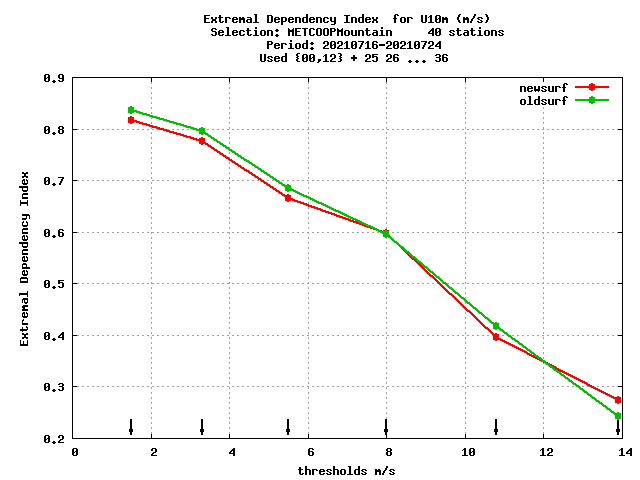 Extremal Dependency Index  for U10m (m/s)
Selection: METCOOPMountain     40 stations
Period: 20210716-20210724
Used {00,12} + 25 26 ... 36
newsurf
oldsurf
Extremal Dependency Index
0.9
0.8
0.7
0.6
0.5
0.4
0.3
0.2
0 2 4 6 8 10 12 14
thresholds m/s